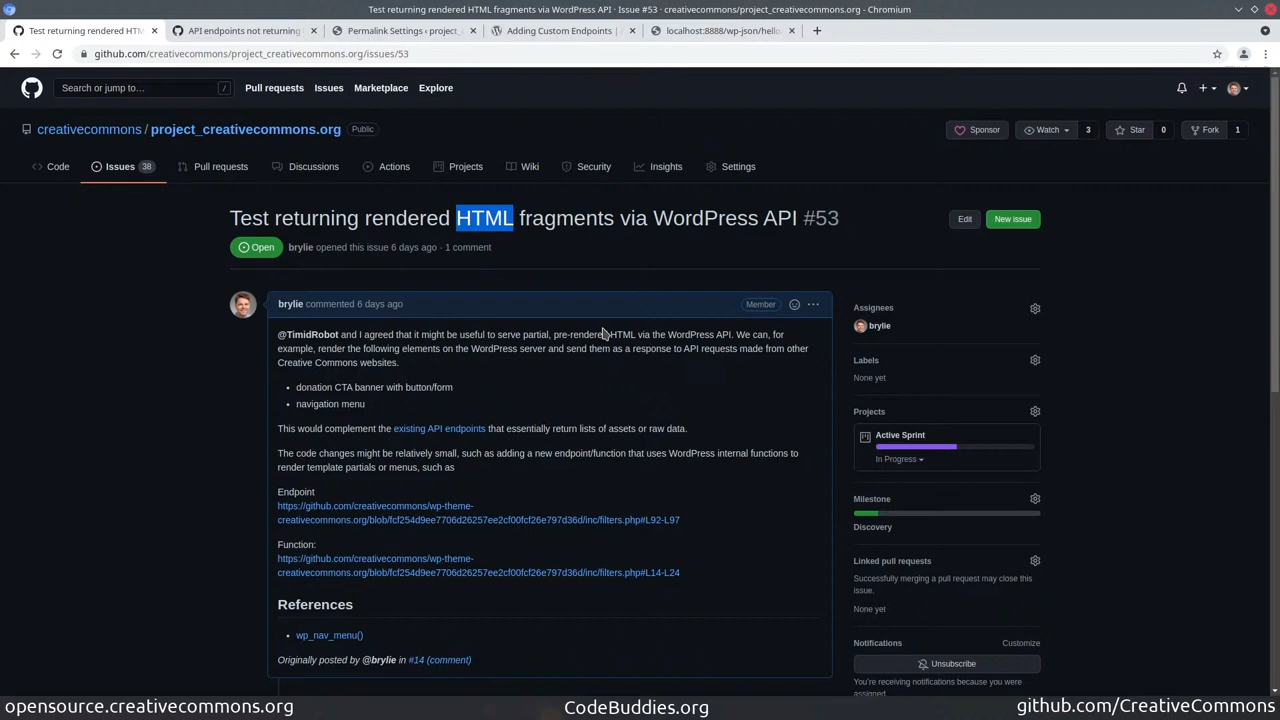 Test returning rendered HTML fragments via WordPress API · Issue #53 · creativecommons/project_creativecommons.org - Chromium
Test returning rendered HTM
API endpoints not returning
Permalink Settings ‹ project_
Adding Custom Endpoints |
localhost:8888/wp-json/hello
github.com/creativecommons/project_creativecommons.org/issues/53
Search or jump to…
/
Pull requests
Issues
Marketplace
Explore
creativecommons / project_creativecommons.org
Public
Sponsor
Watch
3
Star
0
Fork
1
Code
Issues 38
Pull requests
Discussions
Actions
Projects
Wiki
Security
Insights
Settings
Test returning rendered HTML fragments via WordPress API #53
Edit
New issue
Open
brylie opened this issue 6 days ago · 1 comment
brylie commented 6 days ago
Member
@TimidRobot and I agreed that it might be useful to serve partial, pre-rendered HTML via the WordPress API. We can, for
example, render the following elements on the WordPress server and send them as a response to API requests made from other
Creative Commons websites.
• donation CTA banner with button/form
• navigation menu
This would complement the existing API endpoints that essentially return lists of assets or raw data.
The code changes might be relatively small, such as adding a new endpoint/function that uses WordPress internal functions to
render template partials or menus, such as
Endpoint
https://github.com/creativecommons/wp-theme-
creativecommons.org/blob/fcf254d9ee7706d26257ee2cf00fcf26e797d36d/inc/filters.php#L92-L97
Function:
https://github.com/creativecommons/wp-theme-
creativecommons.org/blob/fcf254d9ee7706d26257ee2cf00fcf26e797d36d/inc/filters.php#L14-L24
References
• wp_nav_menu()
Originally posted by @brylie in #14 (comment)
Assignees
brylie
Labels
None yet
Projects
Active Sprint
In Progress
Milestone
Discovery
Linked pull requests
Successfully merging a pull request may close this
issue.
None yet
Notifications
Customize
Unsubscribe
You're receiving notifications because you were
assigned.
opensource.creativecommons.org
CodeBuddies.org
github.com/CreativeCommons